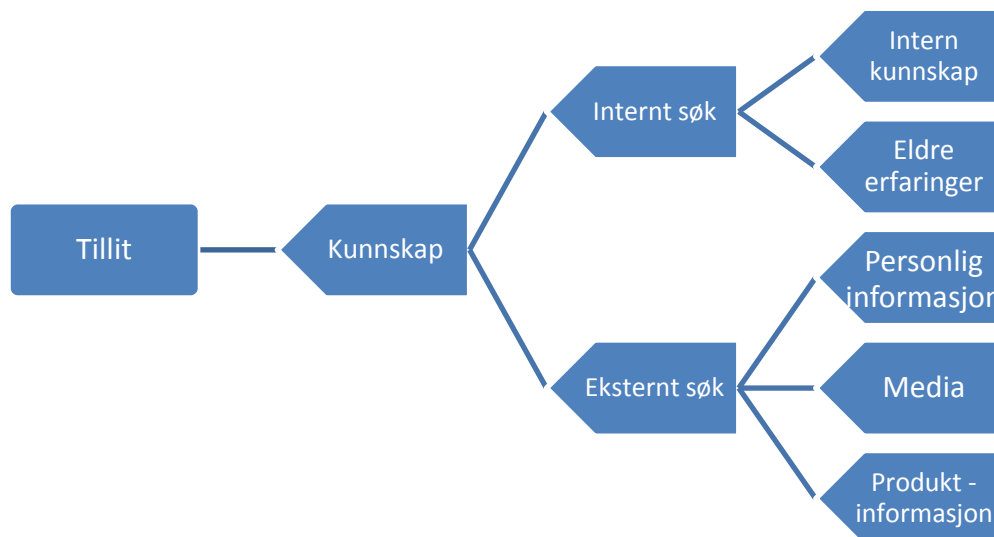 Tillit
Kunnskap
Internt søk
Intern
kunnskap
Eldre
erfaringer
Eksternt søk
Personlig
informasjon
Media
Produkt -
informasjon